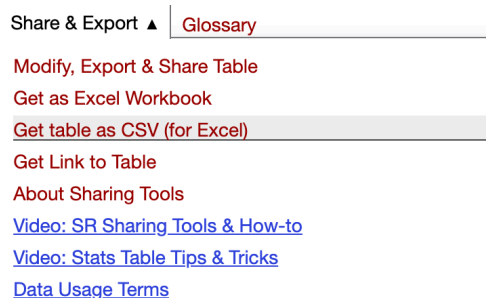 Share & Export ▲ Glossary
Modify, Export & Share Table
Get as Excel Workbook
Get table as CSV (for Excel)
Get Link to Table
About Sharing Tools
Video: SR Sharing Tools & How-to
Video: Stats Table Tips & Tricks
Data Usage Terms